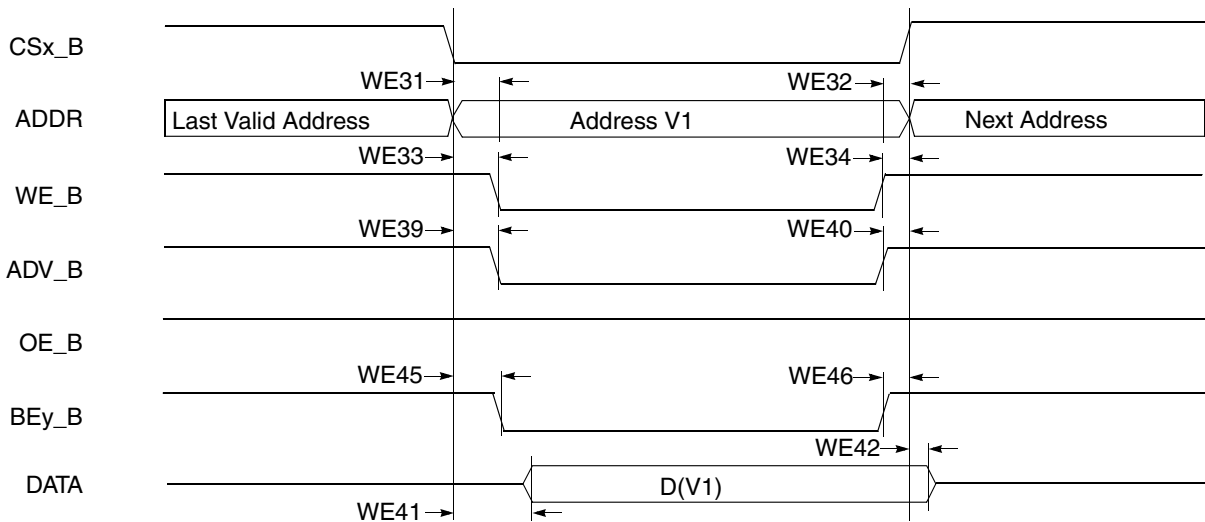 CSx_B
WE31 WE32
ADDR Last Valid Address Address V1 Next Address
WE33 WE34
WE_B
WE39 WE40
ADV_B
OE_B
WE45 WE46
BEy_B
WE42
DATA D(V1)
WE41